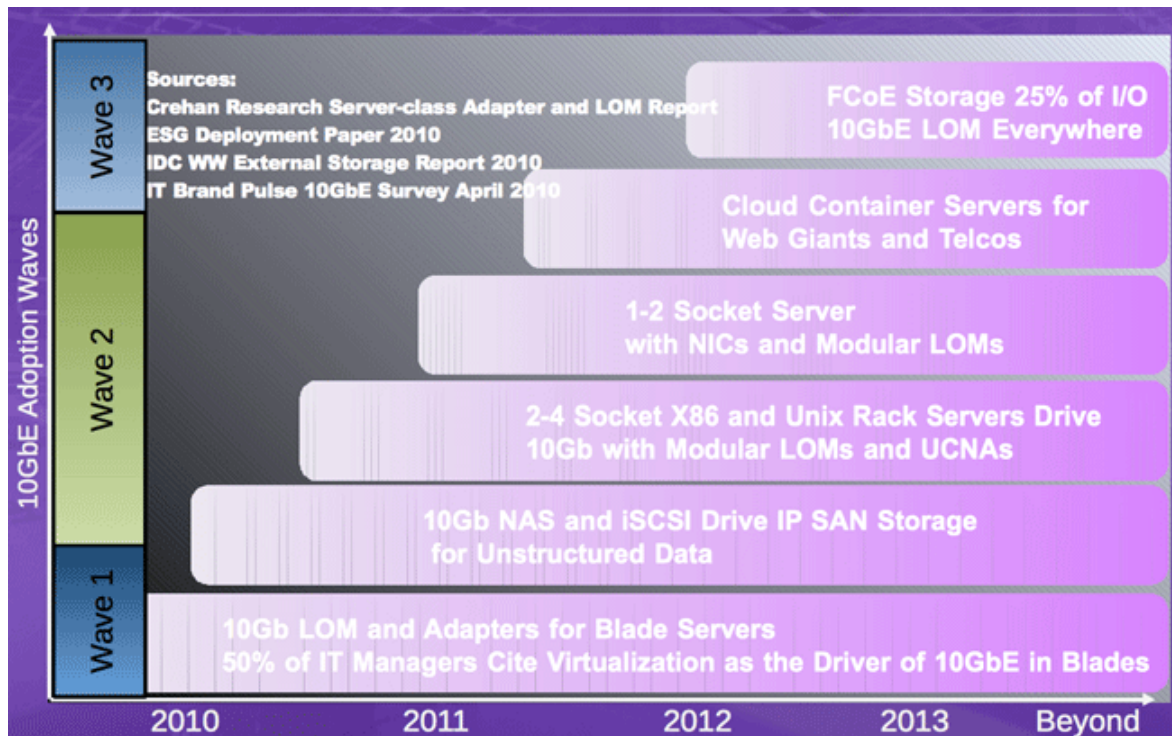 10GbE Adoption Waves
Wave 3
Wave 2
Wave 1
Sources:
Crehan Research Server-class Adapter and LOM Report
ESG Deployment Paper 2010
IDC WW External Storage Report 2010
IT Brand Pulse 10GbE Survey April 2010
FCoE Storage 25% of I/O
10GbE LOM Everywhere
Cloud Container Servers for
Web Giants and Telcos
1-2 Socket Server
with NICs and Modular LOMs
2-4 Socket X86 and Unix Rack Servers Drive
10Gb with Modular LOMs and UCNAs
10Gb NAS and iSCSI Drive IP SAN Storage
for Unstructured Data
10Gb LOM and Adapters for Blade Servers
50% of IT Managers Cite Virtualization as the Driver of 10GbE in Blades
2010 2011 2012 2013 Beyond